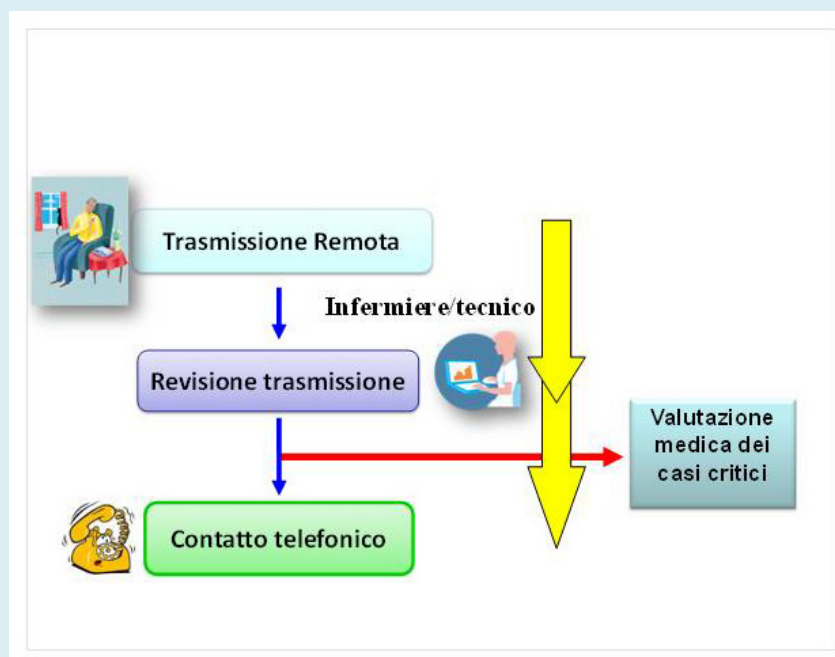 Trasmissione Remota
Infermiere/tecnico
Revisione trasmissione
Valutazione
medica dei
casi critici
Contatto telefonico